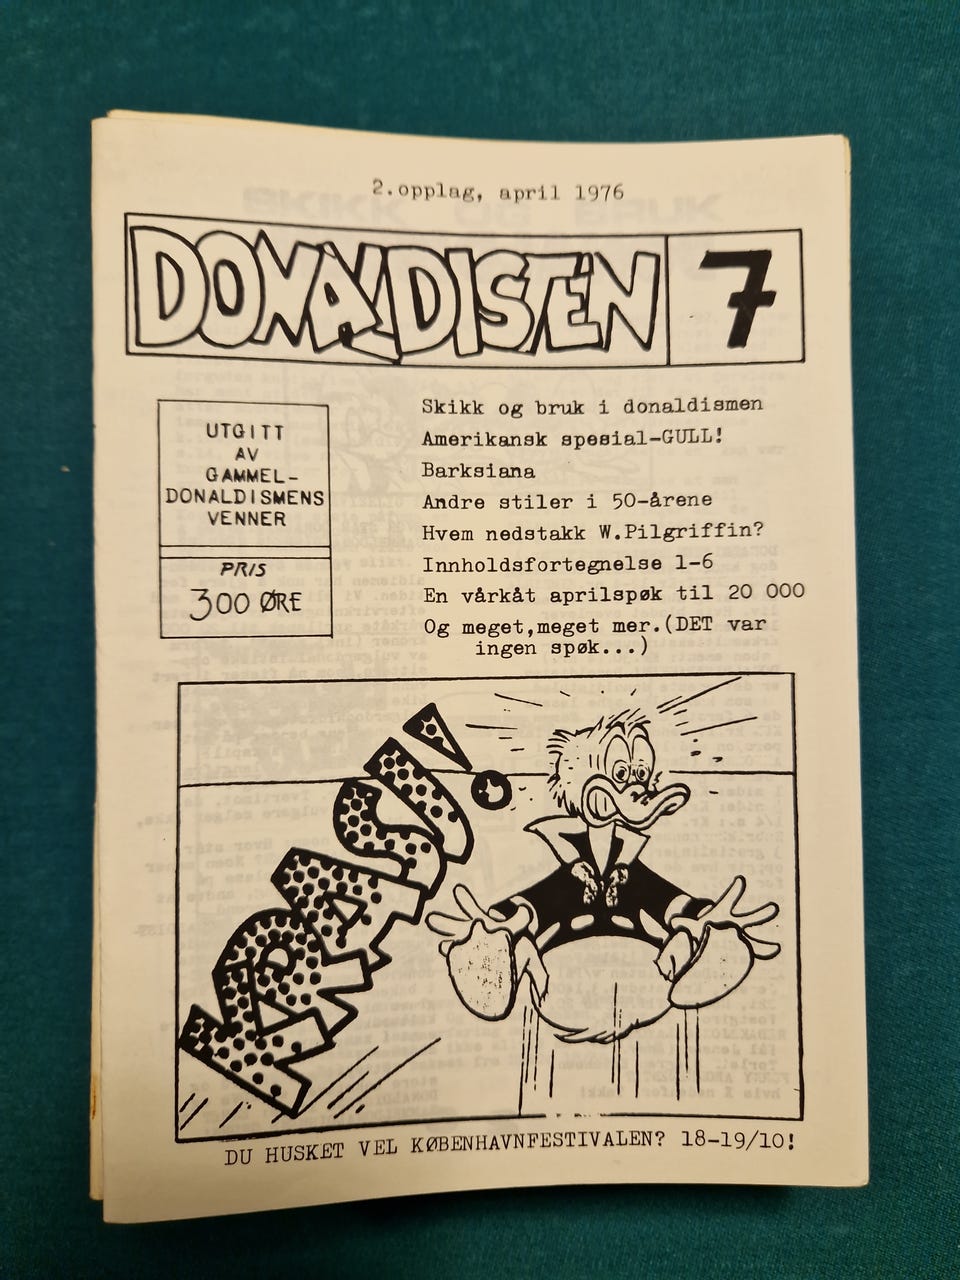 2.opplag, april 1976
DONALDISTEN 7
UTGITT
AV
GAMMEL-
DONALDISMENS
VENNER
PRIS
300 ØRE
Skikk og bruk i donaldismen
Amerikansk spesial-GULL!
Barksiana
Andre stiler i 50-årene
Hvem nedstakk W.Pilgriffin?
Innholdsfortegnelse 1-6
En vårkåt aprilspøk til 20 000
Og meget,meget mer.(DET var
ingen spøk...)
KRASJ!
DU HUSKET VEL KØBENHAVNFESTIVALEN? 18-19/10!